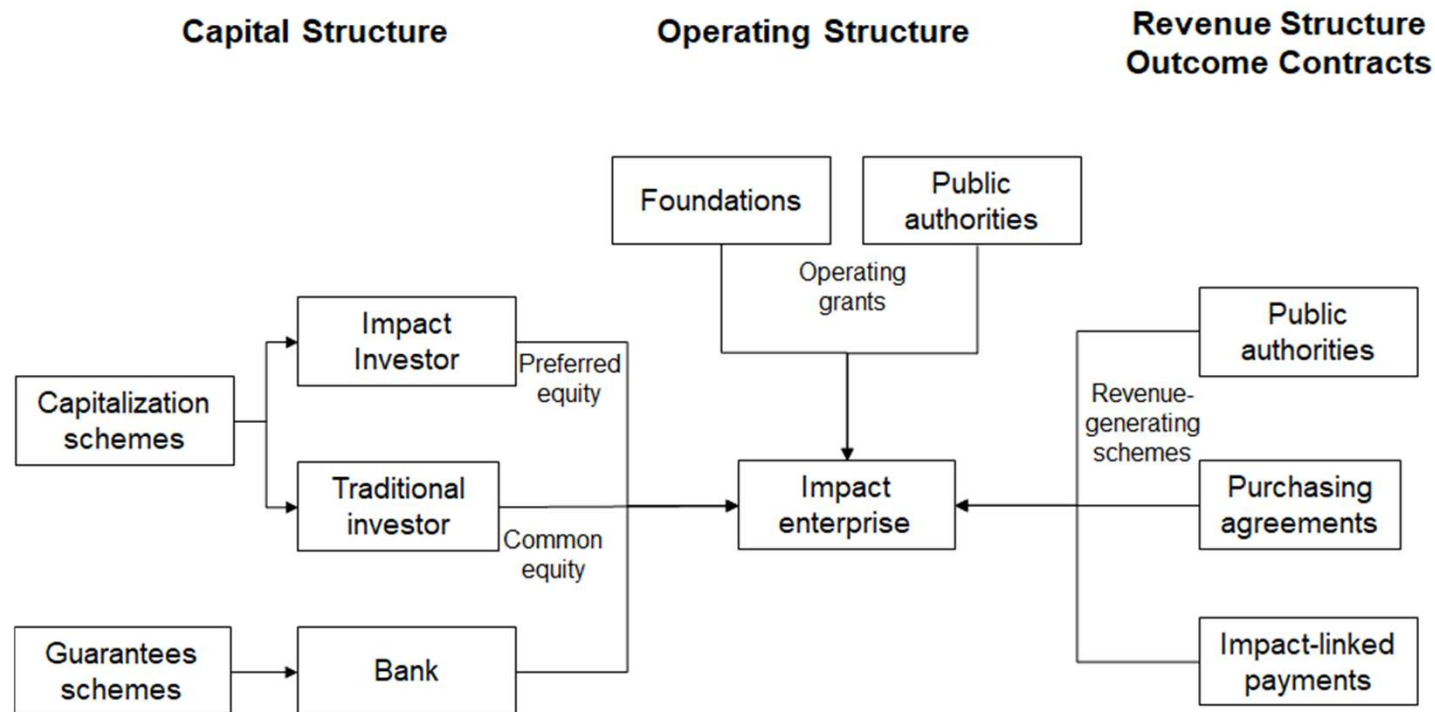 Capital Structure
Operating Structure
Revenue Structure
Outcome Contracts
Foundations
Public
authorities
Operating
grants
Impact
Investor
Preferred
equity
Capitalization
schemes
Traditional
investor
Common
equity
Guarantees
schemes
Bank
Impact
enterprise
Public
authorities
Revenue-
generating
schemes
Purchasing
agreements
Impact-linked
payments